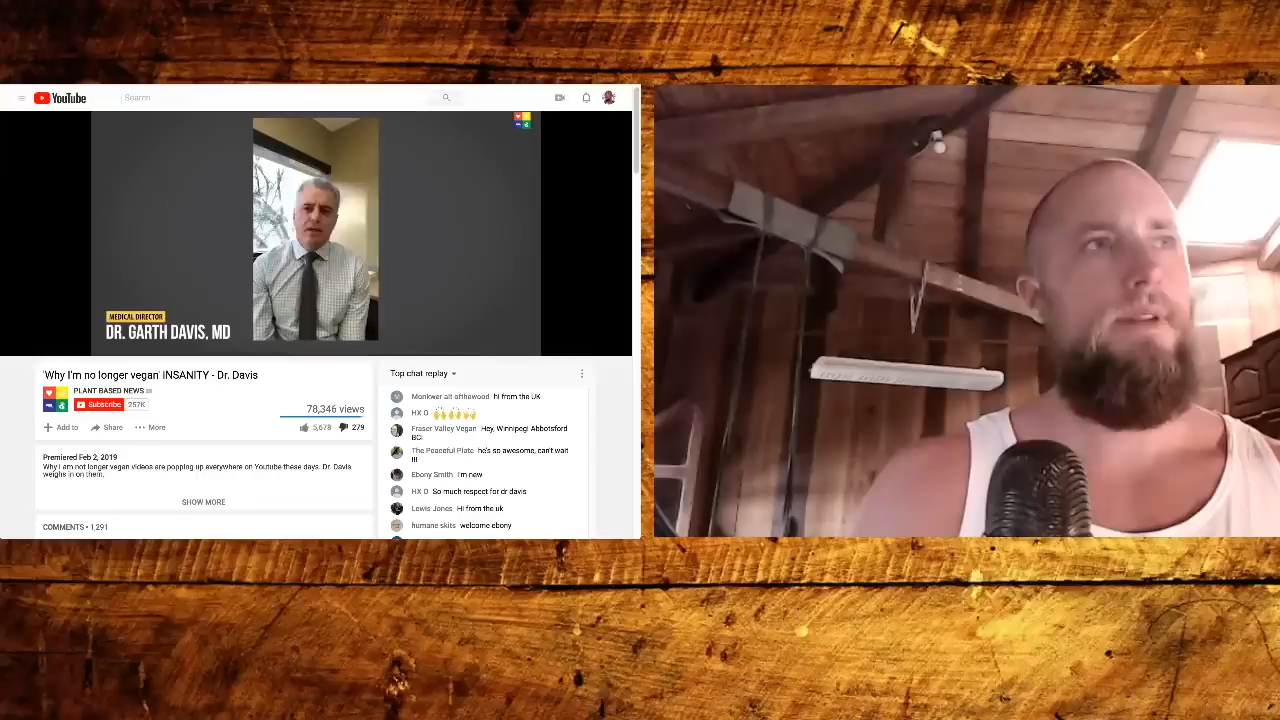 YouTube
Search
MEDICAL DIRECTOR
DR. GARTH DAVIS, MD
'Why I'm no longer vegan' INSANITY - Dr. Davis
PLANT BASED NEWS
Subscribe 257K
78,346 views
Add to Share More 5,678 279
Premiered Feb 2, 2019
Why I am not longer vegan videos are popping up everywhere on Youtube these days. Dr. Davis
weighs in on them.
SHOW MORE
COMMENTS • 1,291
Top chat replay
Monkwer alt ofthewood hi from the UK
HX O
Fraser Valley Vegan Hey, Winnipeg! Abbotsford
BC!
The Peaceful Plate he's so awesome, can't wait
!!!
Ebony Smith I'm new
HX O So much respect for dr davis
Lewis Jones Hi from the uk
humane skits welcome ebony